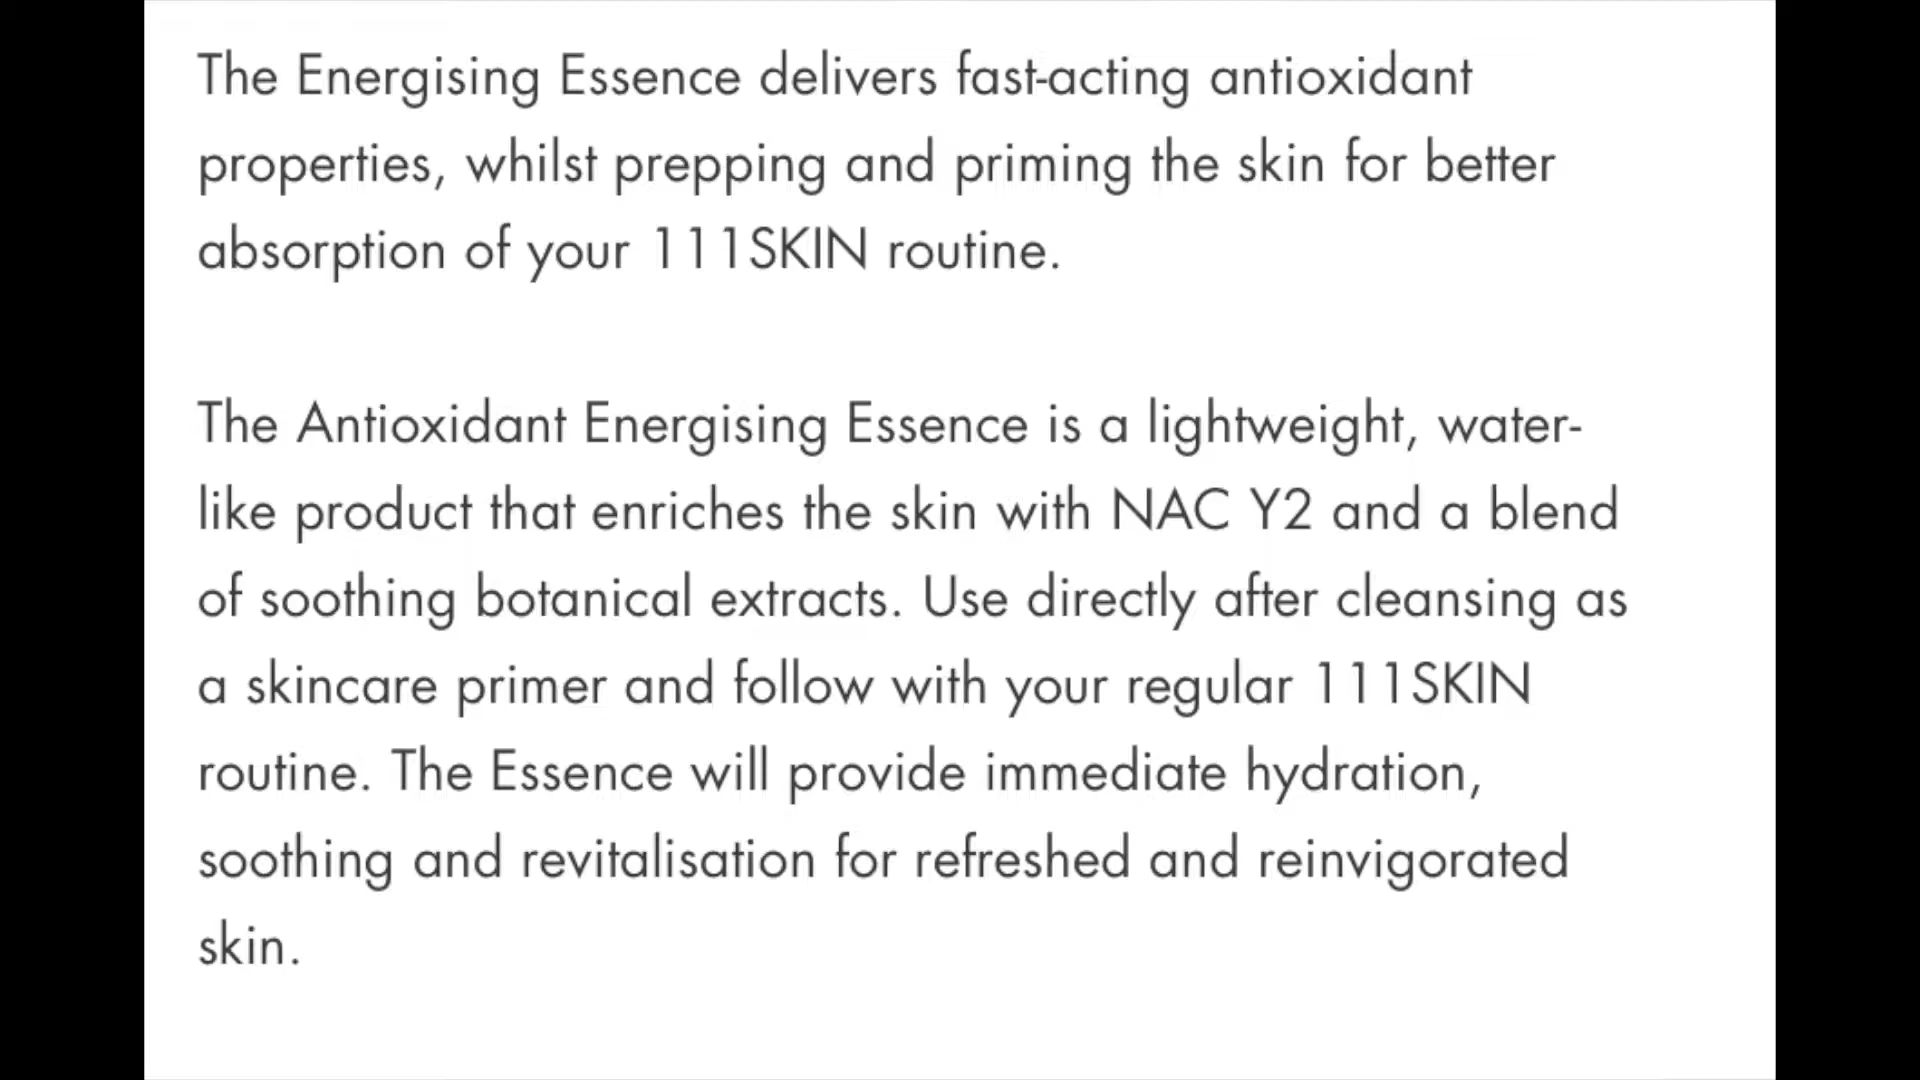 The Energising Essence delivers fast-acting antioxidant
properties, whilst prepping and priming the skin for better
absorption of your 111SKIN routine.
The Antioxidant Energising Essence is a lightweight, water-
like product that enriches the skin with NAC Y2 and a blend
of soothing botanical extracts. Use directly after cleansing as
a skincare primer and follow with your regular 111SKIN
routine. The Essence will provide immediate hydration,
soothing and revitalisation for refreshed and reinvigorated
skin.